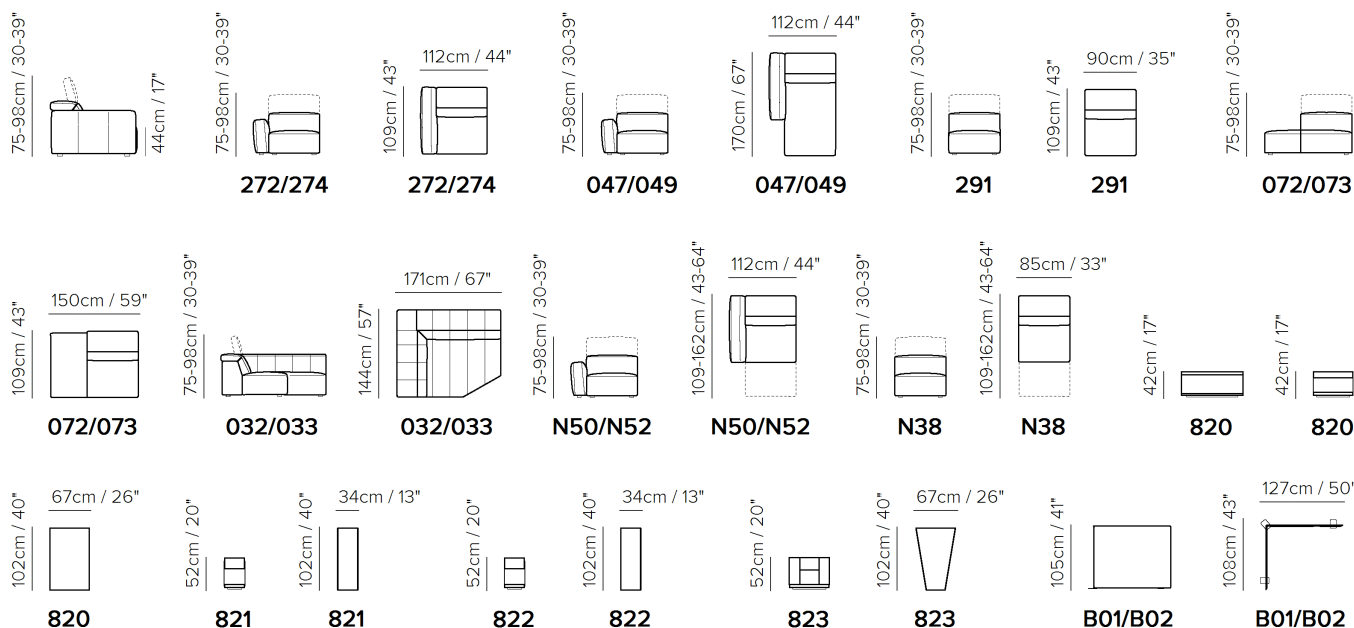 75-98cm / 30-39"
44cm / 17"
75-98cm / 30-39"
272/274
109cm / 43"
112cm / 44"
272/274
75-98cm / 30-39"
047/049
170cm / 67"
112cm / 44"
047/049
75-98cm / 30-39"
291
109cm / 43"
90cm / 35"
291
75-98cm / 30-39"
072/073
109cm / 43"
150cm / 59"
072/073
75-98cm / 30-39"
032/033
144cm / 57"
171cm / 67"
032/033
75-98cm / 30-39"
N50/N52
109-162cm / 43-64"
112cm / 44"
N50/N52
75-98cm / 30-39"
N38
109-162cm / 43-64"
85cm / 33"
N38
42cm / 17"
820
42cm / 17"
820
102cm / 40"
67cm / 26"
820
52cm / 20"
821
102cm / 40"
34cm / 13"
821
52cm / 20"
822
102cm / 40"
34cm / 13"
822
52cm / 20"
823
102cm / 40"
67cm / 26"
823
105cm / 41"
B01/B02
108cm / 43"
127cm / 50'
B01/B02